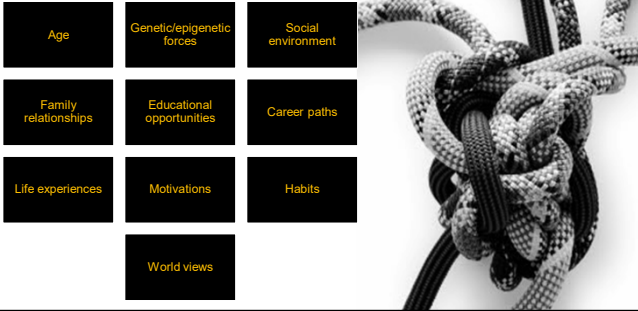 Age
Genetic/epigenetic
forces
Social
environment
Family
relationships
Educational
opportunities
Career paths
Life experiences
Motivations
Habits
World views